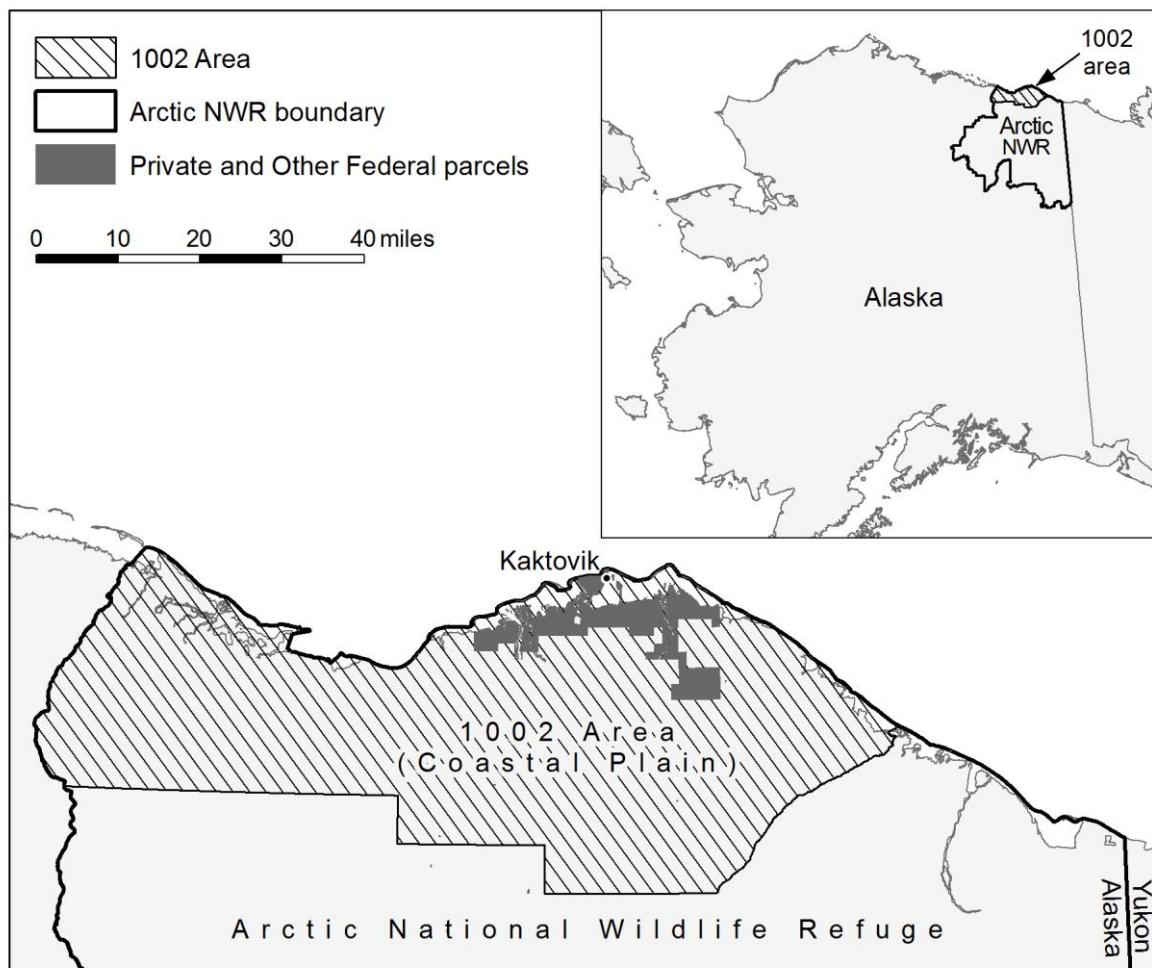 1002 Area
Arctic NWR boundary
Private and Other Federal parcels
0 10 20 30 40 miles
1002
area
Arctic
NWR
Alaska
Kaktovik
1002 Area
(Coastal Plain)
Arctic National Wildlife Refuge
Alaska
Yukon